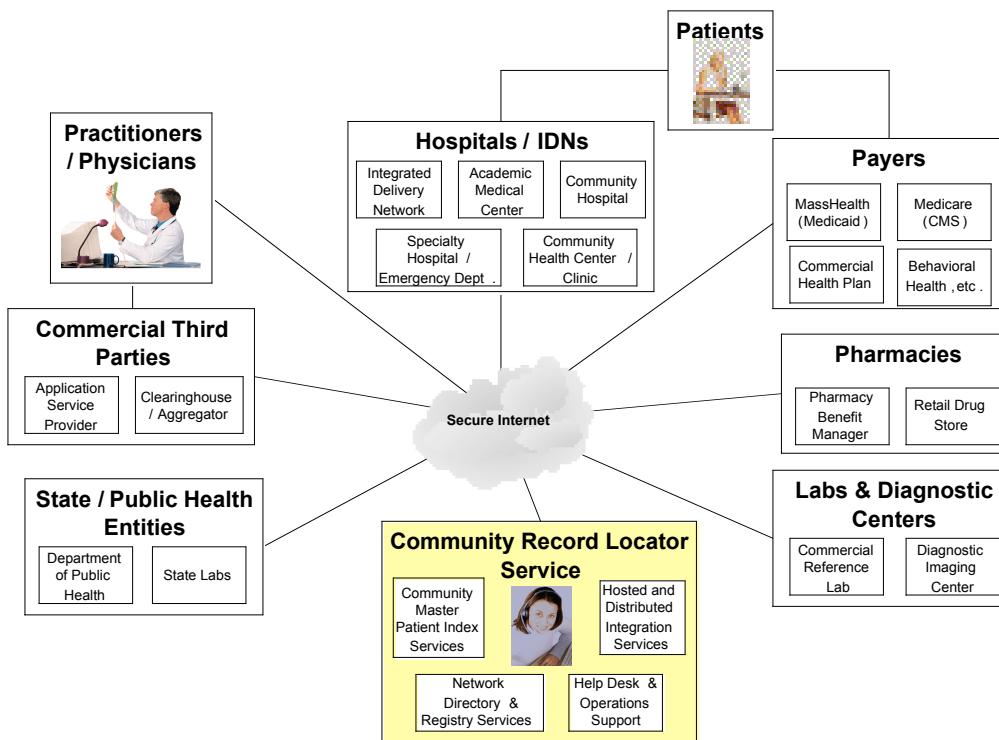 Patients
Practitioners
/ Physicians
Hospitals / IDNs
Integrated
Delivery
Network
Academic
Medical
Center
Community
Hospital
Specialty
Hospital /
Emergency Dept .
Community
Health Center /
Clinic
Payers
MassHealth
(Medicaid )
Medicare
(CMS )
Commercial
Health Plan
Behavioral
Health , etc .
Commercial Third
Parties
Application
Service
Provider
Clearinghouse
/ Aggregator
Secure Internet
Pharmacies
Pharmacy
Benefit
Manager
Retail Drug
Store
State / Public Health
Entities
Department
of Public
Health
State Labs
Community Record Locator
Service
Community
Master
Patient Index
Services
Hosted and
Distributed
Integration
Services
Network
Directory &
Registry Services
Help Desk &
Operations
Support
Labs & Diagnostic
Centers
Commercial
Reference
Lab
Diagnostic
Imaging
Center